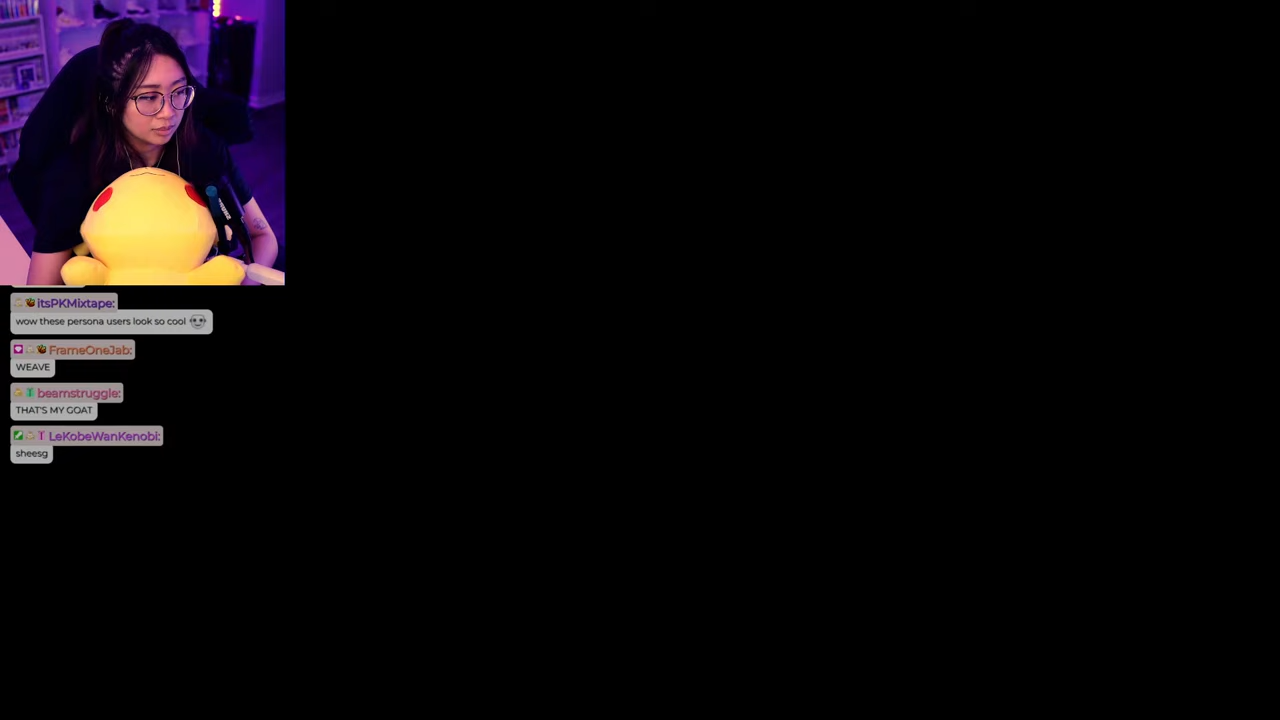 itsPKMixtape:
wow these persona users look so cool
FrameOneJab:
WEAVE
beamstruggle:
THAT'S MY GOAT
LeKobeWanKenobi:
sheesg